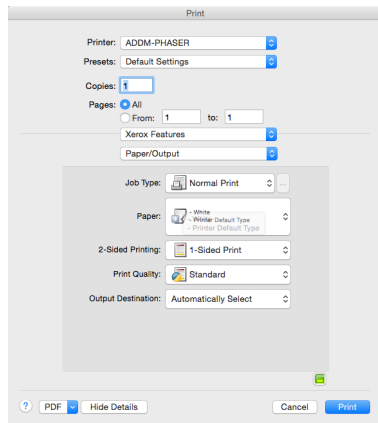 Print
Printer: ADDM-PHASER
Presets: Default Settings
Copies: 1
Pages: All
From: 1 to: 1
Xerox Features
Paper/Output
Job Type: Normal Print ...
Paper:
- White
- Printer Default Type
- Printer Default Type
2-Sided Printing: 1-Sided Print
Print Quality: Standard
Output Destination: Automatically Select
? PDF Hide Details Cancel Print